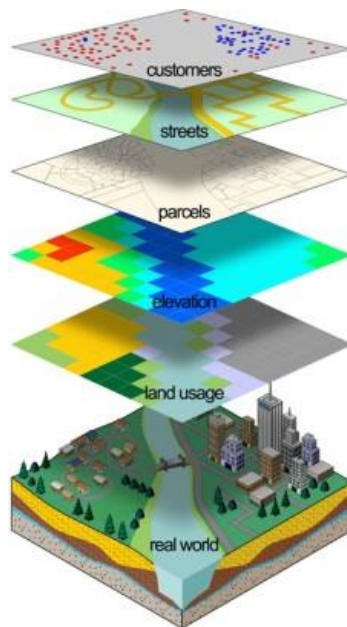 customers
streets
parcels
elevation
land usage
real world